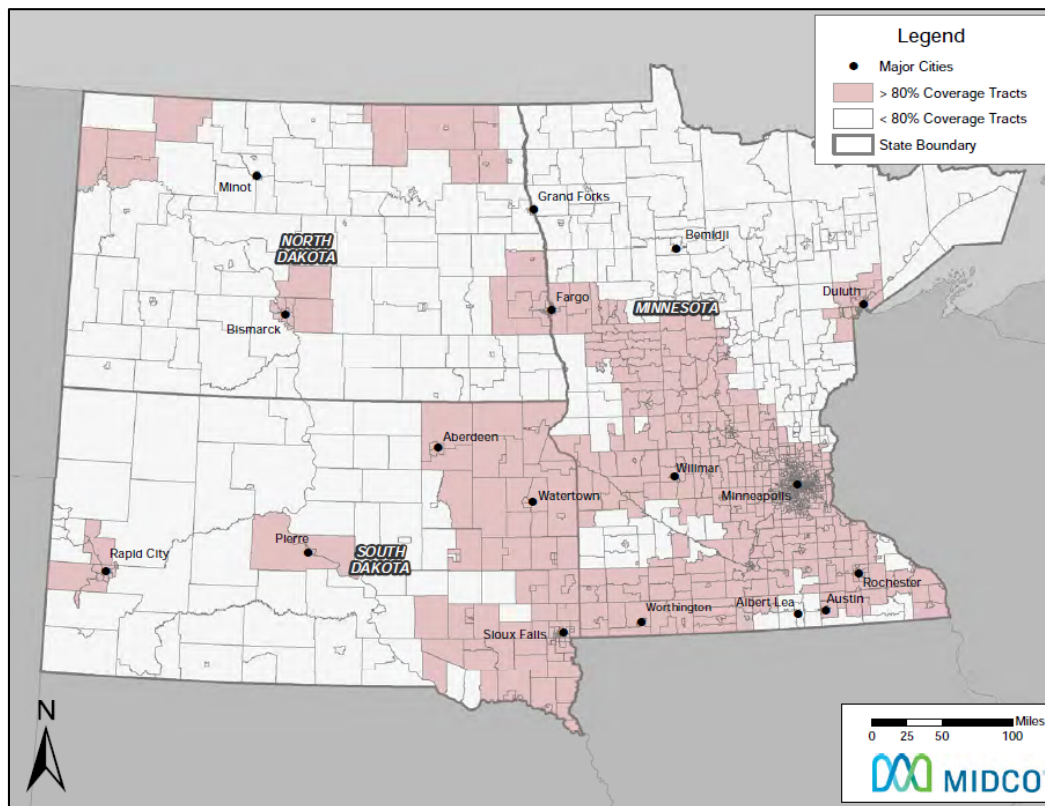 Legend
Major Cities
> 80% Coverage Tracts
< 80% Coverage Tracts
State Boundary
Minot
Grand Forks
Bemidji
NORTH
DAKOTA
Duluth
Fargo
MINNESOTA
Bismarck
Aberdeen
Willmar
Minneapolis
Watertown
Pierre
SOUTH
DAKOTA
Rapid City
Rochester
Worthington
Albert Lea
Austin
Sioux Falls
N
Miles
0 25 50 100
MIDCO